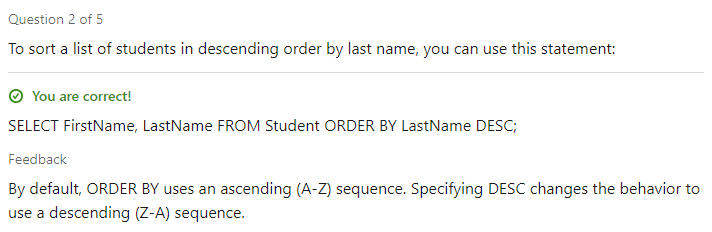 Question 2 of 5
To sort a list of students in descending order by last name, you can use this statement:
You are correct!
SELECT FirstName, LastName FROM Student ORDER BY LastName DESC;
Feedback
By default, ORDER BY uses an ascending (A-Z) sequence. Specifying DESC changes the behavior to
use a descending (Z-A) sequence.